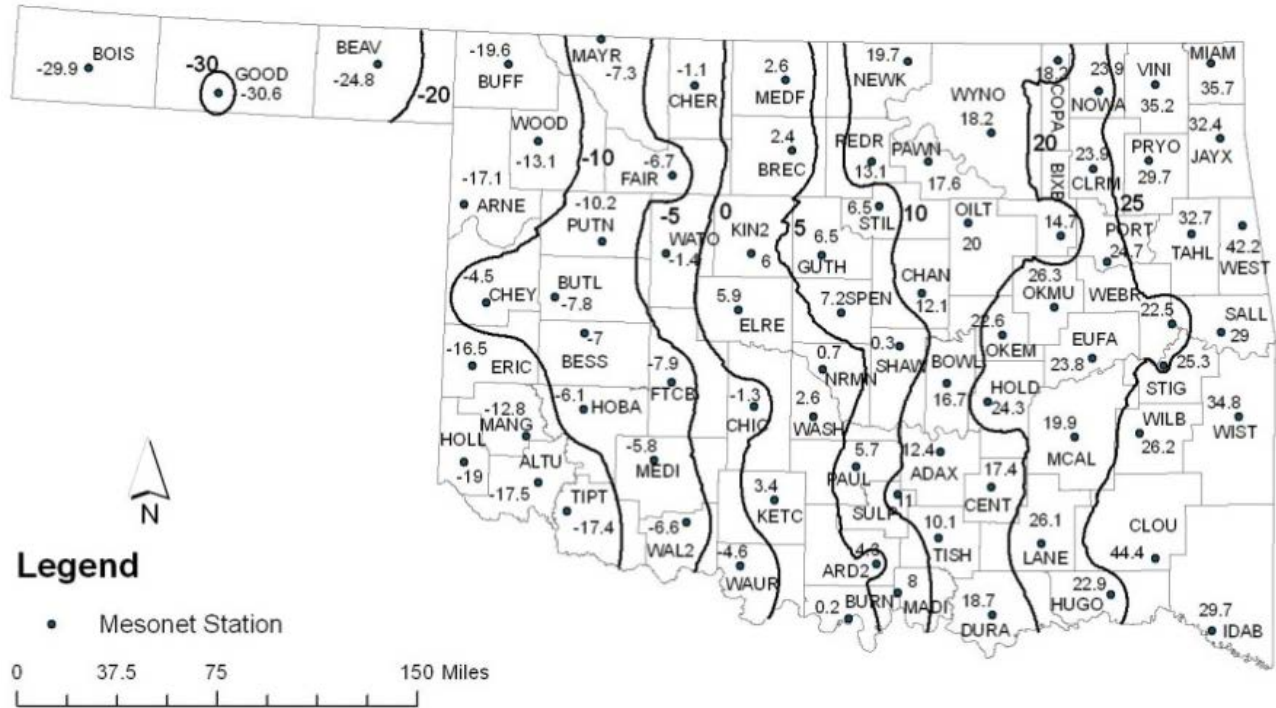 BOIS
-29.9
-30
GOOD
-30.6
BEAV
-24.8
-20
-19.6
BUFF
MAYR
-7.3
-1.1
CHER
2.6
MEDF
19.7
NEWK
WYNO
18.2
18.2
COPA
23.9
NOWA
VINI
35.2
MIAM
35.7
WOOD
-13.1
-10
-6.7
FAIR
2.4
BREC
REDR
13.1
PAWN
17.6
20
BIXB
23.9
CLRM
PRYO
29.7
32.4
JAYX
-17.1
ARNE
-10.2
PUTN
-5
WATO
-1.4
0
KIN2
6
5
6.5
GUTH
6.5
STIL
10
OILT
20
14.7
25
PORT
24.7
32.7
TAHL
42.2
WEST
-4.5
CHEY
BUTL
-7.8
5.9
ELRE
7.2
SPEN
CHAN
12.1
26.3
OKMU
WEBR
22.5
SALL
29
-16.5
ERIC
-7
BESS
-7.9
FTCB
0.7
NRMN
0.3
SHAW
BOWL
16.7
22.6
OKEM
EUFA
23.8
25.3
STIG
-12.8
MANG
-6.1
HOBA
-1.3
CHIC
2.6
WASH
HOLD
24.3
19.9
MCAL
WILB
26.2
34.8
WIST
HOLL
-19
ALTU
-17.5
-5.8
MEDI
5.7
PAUL
12.4
ADAX
17.4
CENT
TIPT
-17.4
-6.6
WAL2
3.4
KETC
11
SULP
10.1
TISH
26.1
LANE
CLOU
44.4
-4.6
WAUR
4.3
ARD2
0.2
BURN
8
MADI
18.7
DURA
22.9
HUGO
29.7
IDAB
N
Legend
Mesonet Station
0 37.5 75 150 Miles